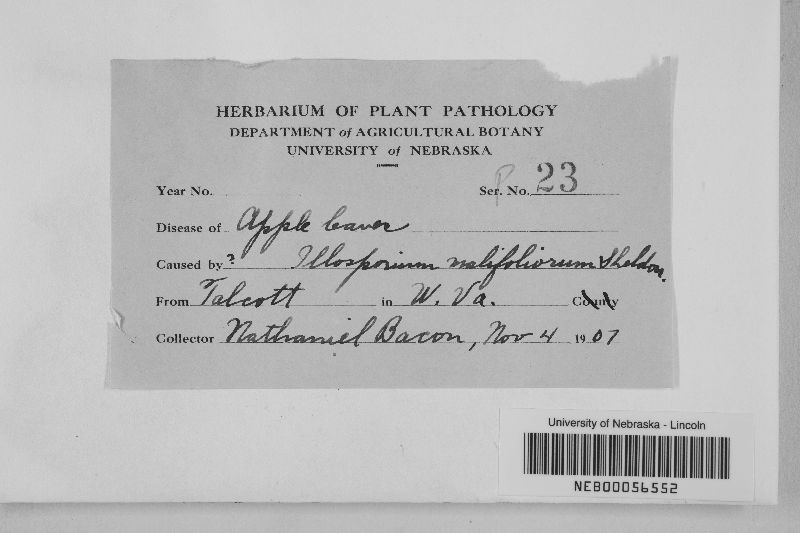 HERBARIUM OF PLANT PATHOLOGY
DEPARTMENT of AGRICULTURAL BOTANY
UNIVERSITY of NEBRASKA
Year No.
P Ser. No. 23
Disease of Apple leaves
Caused by ? Illosporium malifoliorum Sheldon.
From Talcott in W. Va. County
Collector Nathaniel Bacon, Nov 4 1907
University of Nebraska - Lincoln
NEB00056552